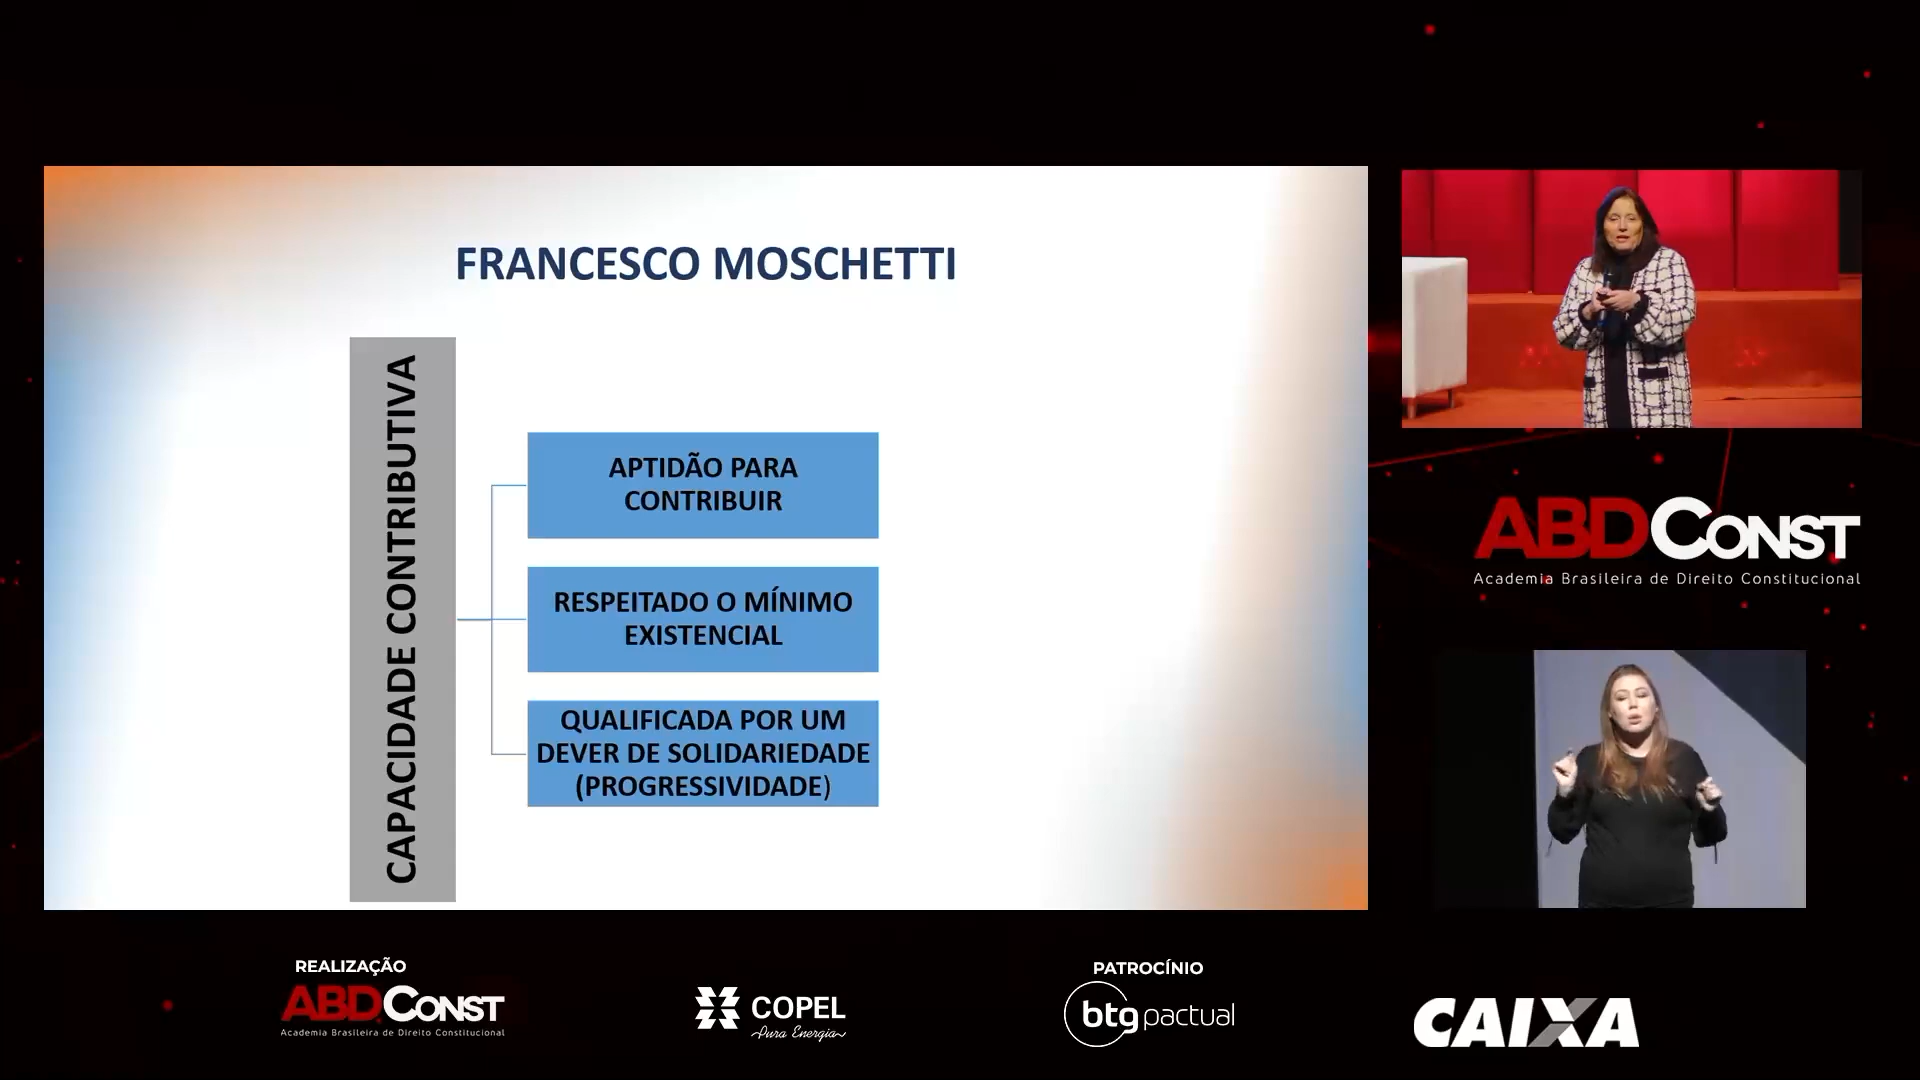 FRANCESCO MOSCHETTI
CAPACIDADE CONTRIBUTIVA
APTIDÃO PARA
CONTRIBUIR
RESPEITADO O MÍNIMO
EXISTENCIAL
QUALIFICADA POR UM
DEVER DE SOLIDARIEDADE
(PROGRESSIVIDADE)
ABDCONST
Academia Brasileira de Direito Constitucional
REALIZAÇÃO
ABDCONST
Academia Brasileira de Direito Constitucional
COPEL
Pura Energia
PATROCÍNIO
btg pactual
CAIXA